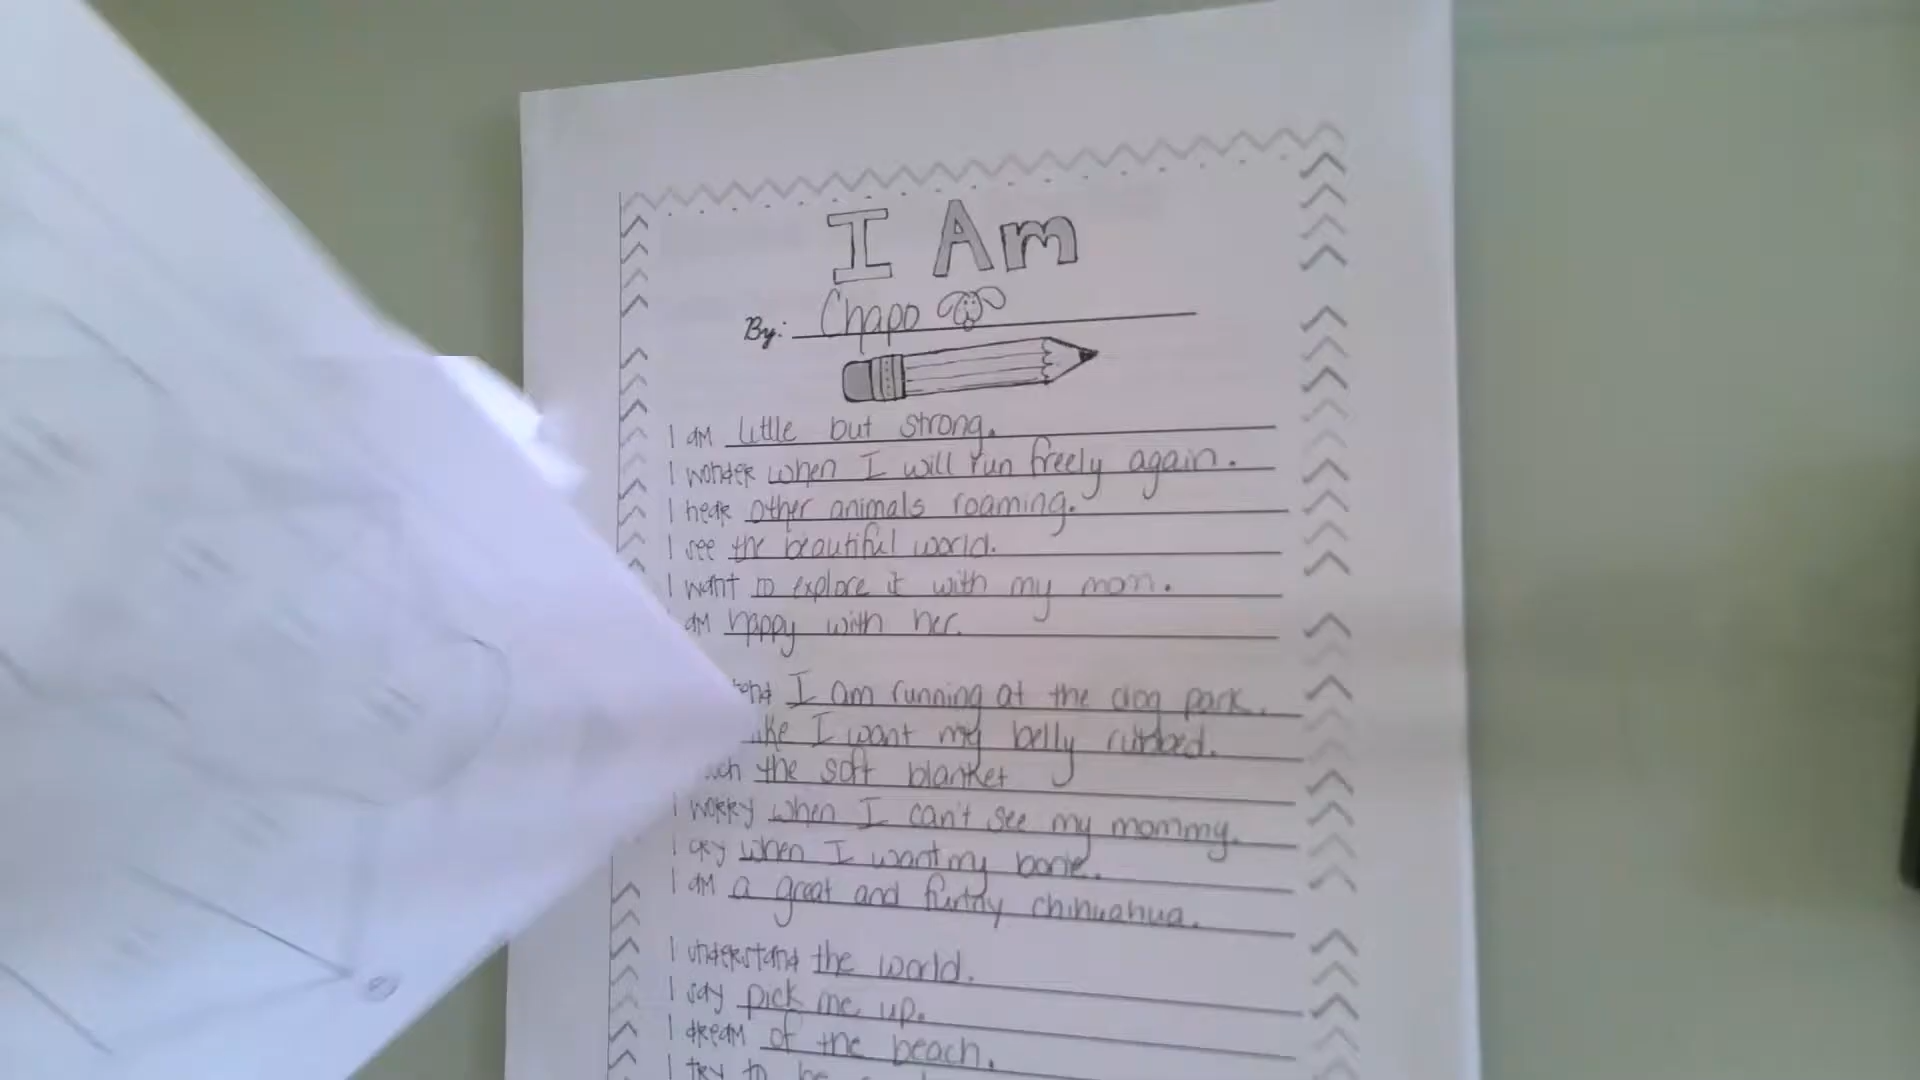 I Am
By: Chapo
I am little but strong.
I wonder when I will run freely again.
I hear other animals roaming.
I see the beautiful world.
I want to explore it with my mom.
am happy with her.
I am running at the dog park.
I want my belly rubbed.
the soft blanket
I worry when I can't see my mommy.
I cry when I want my bone.
I am a great and funny chihuahua.
I understand the world.
I say pick me up.
I dream of the beach.
I try to be